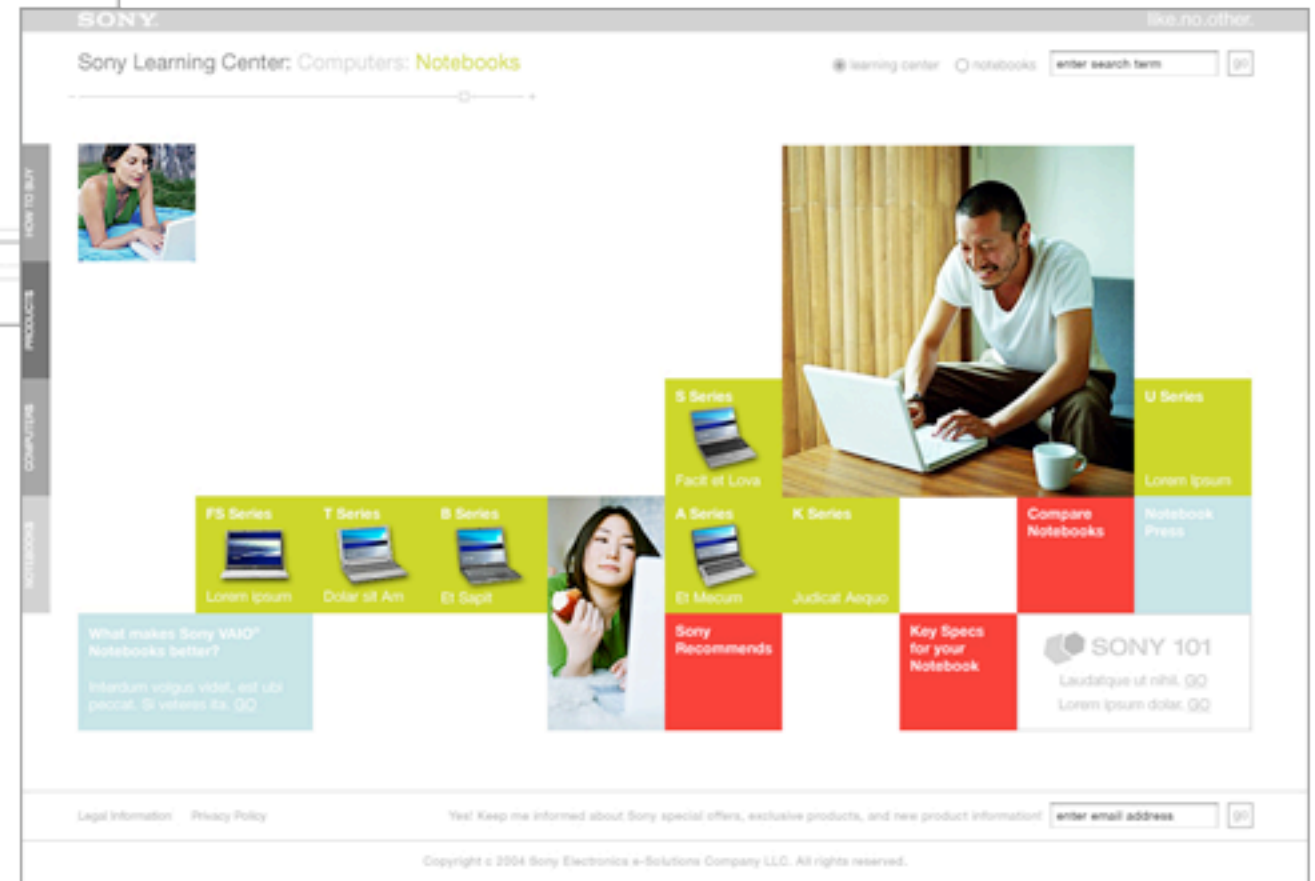 SONY.
like.no.other.
Sony Learning Center: Computers: Notebooks
learning center
notebooks
enter search term
go
HOW TO BUY
PRODUCTS
COMPUTERS
NOTEBOOKS
S Series
Facit et Lova
U Series
Lorem Ipsum
FS Series
Lorem ipsum
T Series
Dolar sit Am
B Series
Et Sapit
A Series
Et Mecum
K Series
Judicat Aequo
Compare
Notebooks
Notebook
Press
What makes Sony VAIO®
Notebooks better?
Interdum volgus videt, est ubi
peccat. Si veteres ita. GO
Sony
Recommends
Key Specs
for your
Notebook
SONY 101
Laudatque ut nihil. GO
Lorem Ipsum dolar. GO
Legal Information
Privacy Policy
Yes! Keep me informed about Sony special offers, exclusive products, and new product information!
enter email address
go
Copyright c 2004 Sony Electronics e-Solutions Company LLC. All rights reserved.